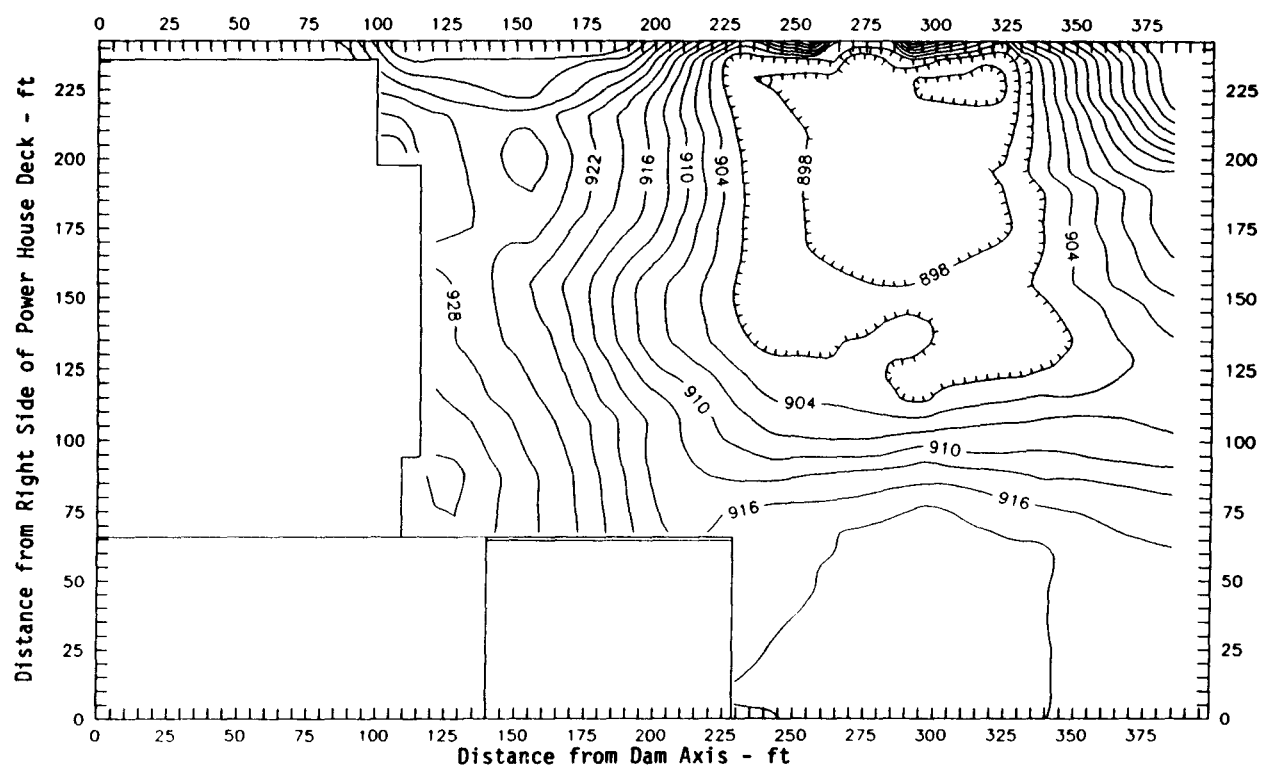 0 25 50 75 100 125 150 175 200 225 250 275 300 325 350 375
Distance from Right Side of Power House Deck - ft
225 225
200 922 916 910 904 898 200
175 175
904
898
150 928 150
125 125
910 904
100 910 100
75 916 916 75
50 50
25 25
0 0
0 25 50 75 100 125 150 175 200 225 250 275 300 325 350 375
Distance from Dam Axis - ft